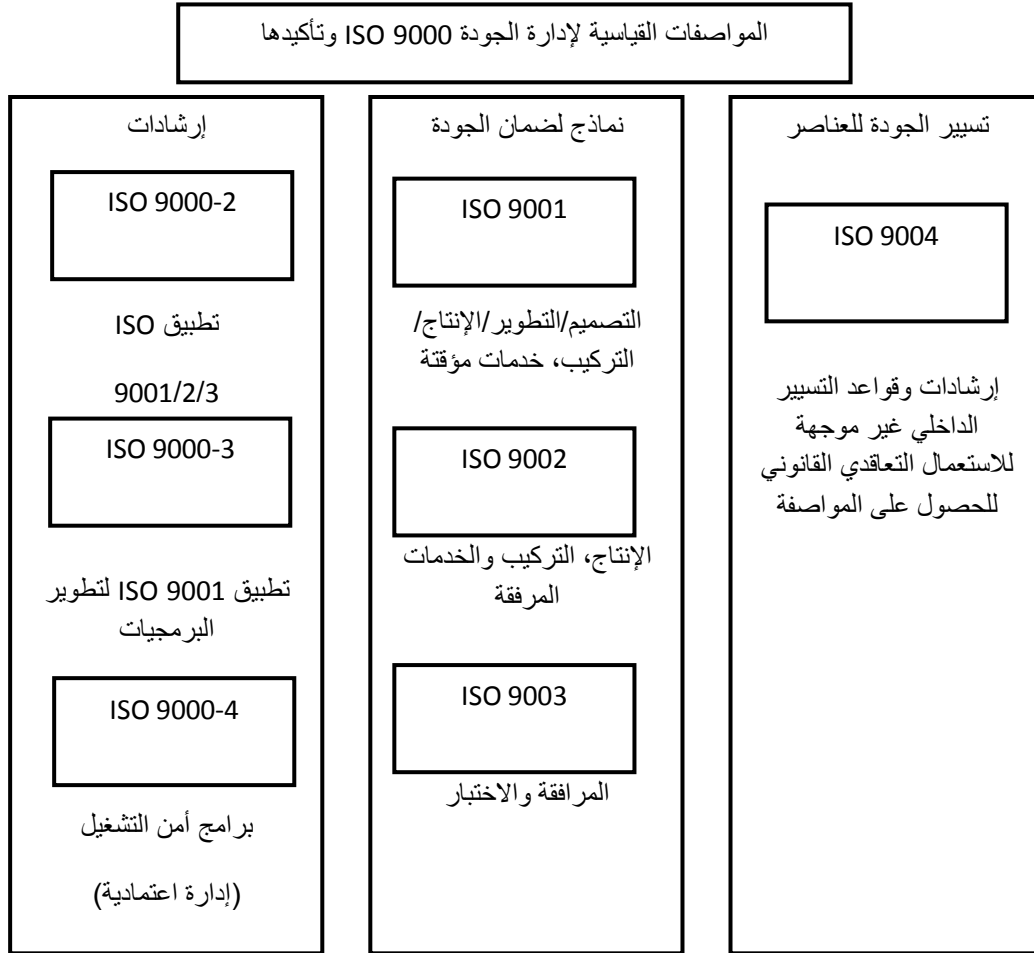 المواصفات القياسية لإدارة الجودة ISO 9000 وتأكيدها
تسيير الجودة للعناصر
ISO 9004
إرشادات وقواعد التسيير
الداخلي غير موجهة
للاستعمال التعاقدي القانوني
للحصول على المواصفة
نماذج لضمان الجودة
ISO 9001
التصميم/التطوير/الإنتاج/
التركيب، خدمات مؤقتة
ISO 9002
الإنتاج، التركيب والخدمات
المرفقة
ISO 9003
المرافقة والاختبار
إرشادات
ISO 9000-2
تطبيق ISO
9001/2/3
ISO 9000-3
تطبيق ISO 9001 لتطوير
البرمجيات
ISO 9000-4
برامج أمن التشغيل
(إدارة اعتمادية)